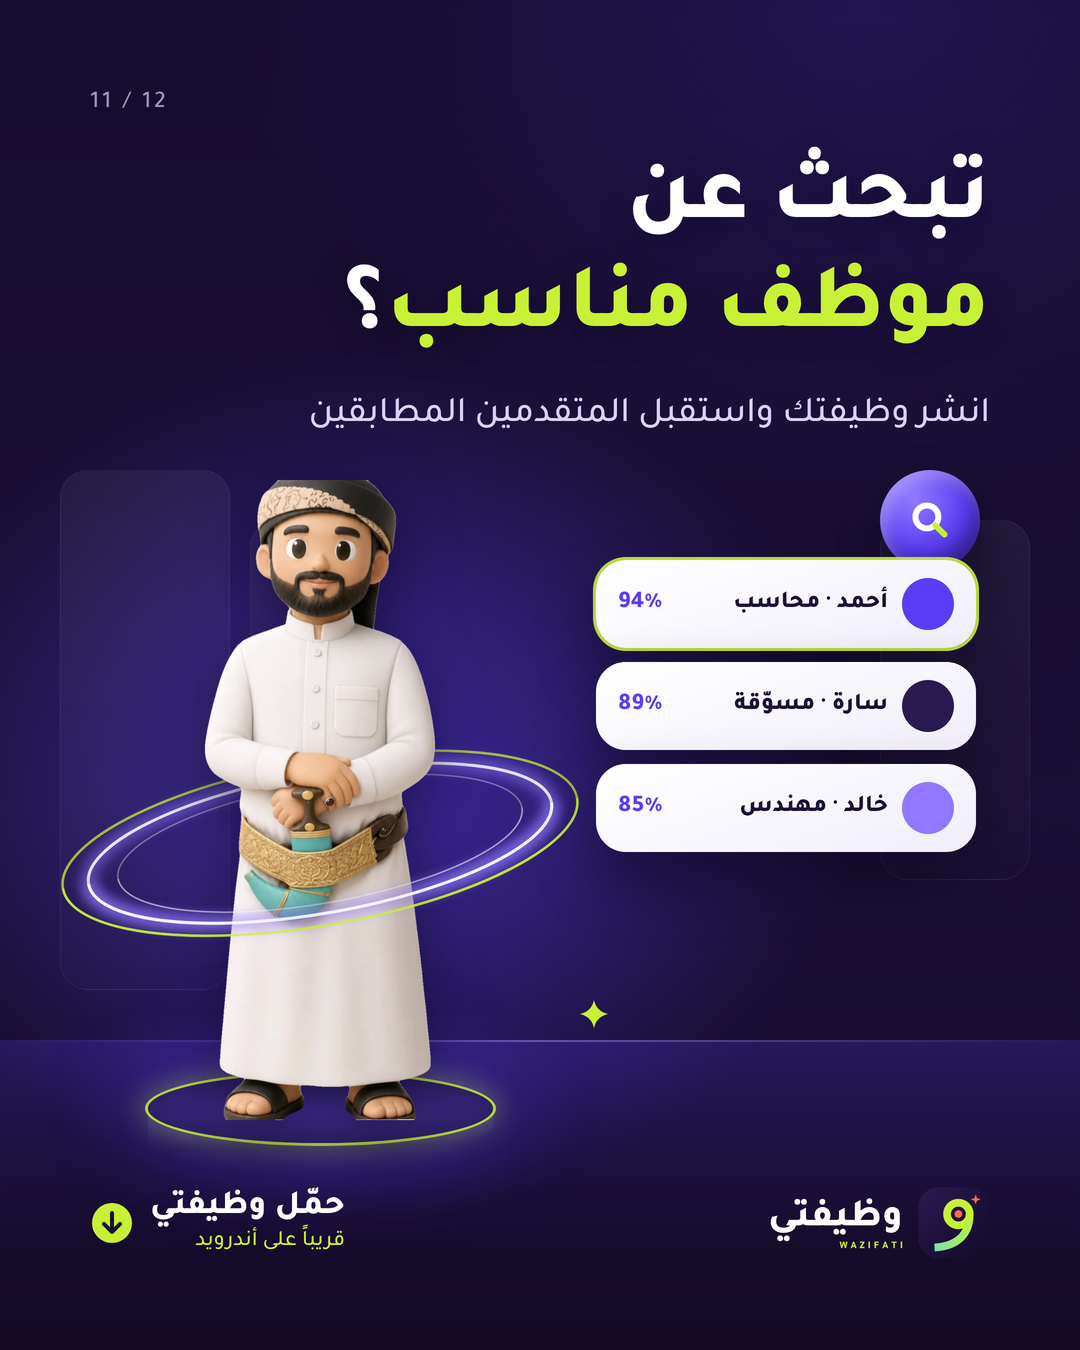 11 / 12
تبحث عن
موظف مناسب؟
انشر وظيفتك واستقبل المتقدمين المطابقين
أحمد · محاسب 94%
سارة · مسوّقة 89%
خالد · مهندس 85%
وظيفتي
WAZIFATI
حمّل وظيفتي
قريباً على أندرويد